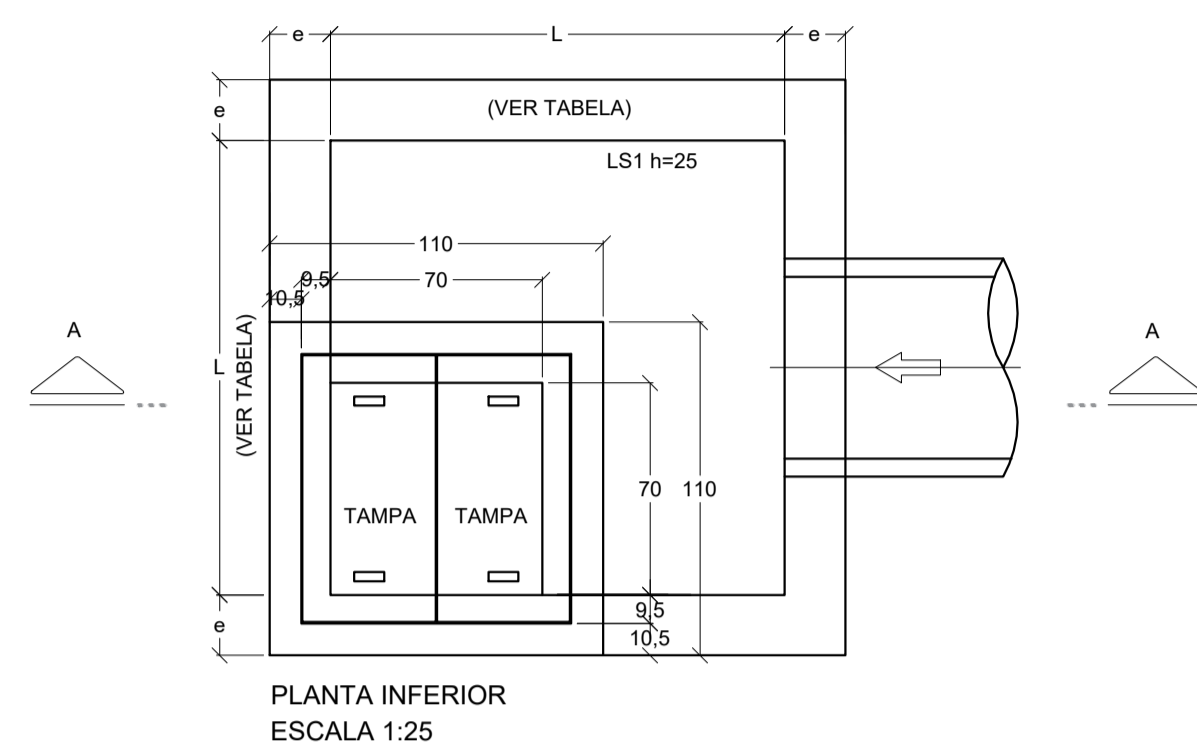 e L e
e
(VER TABELA)
LS1 h=25
110
9,5 70
10,5
A
A
L
(VER TABELA)
70 110
TAMPA TAMPA
9,5
e
10,5
PLANTA INFERIOR
ESCALA 1:25